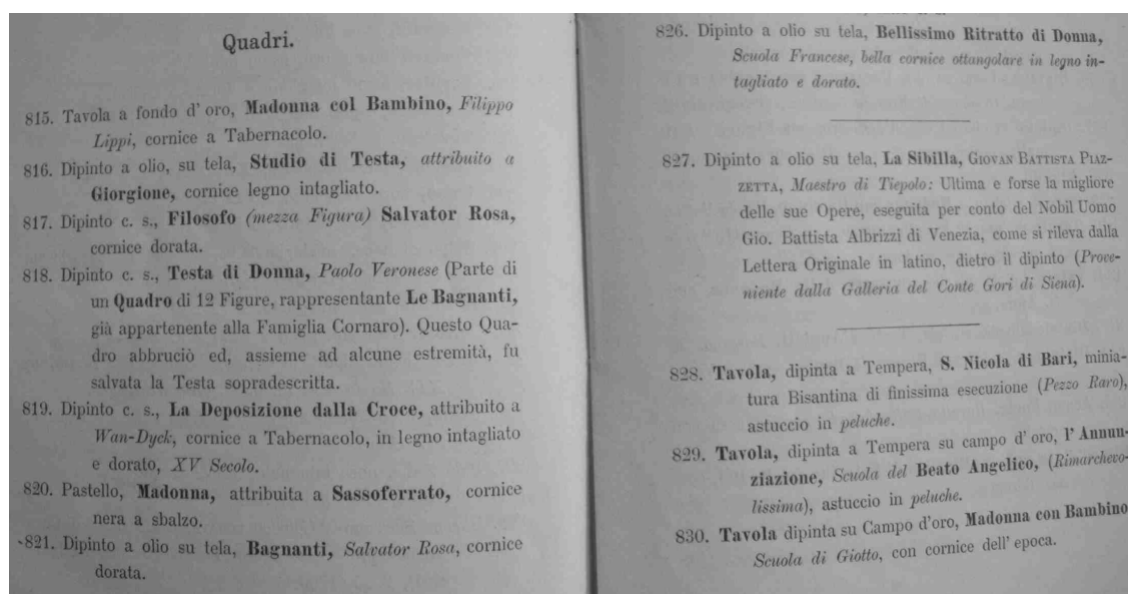 Quadri.
815. Tavola a fondo d' oro, Madonna col Bambino, Filippo
Lippi, cornice a Tabernacolo.
816. Dipinto a olio, su tela, Studio di Testa, attribuito a
Giorgione, cornice legno intagliato.
817. Dipinto c. s., Filosofo (mezza Figura) Salvator Rosa,
cornice dorata.
818. Dipinto c. s., Testa di Donna, Paolo Veronese (Parte di
un Quadro di 12 Figure, rappresentante Le Bagnanti,
già appartenente alla Famiglia Cornaro). Questo Qua-
dro abbruciò ed, assieme ad alcune estremità, fu
salvata la Testa sopradescritta.
819. Dipinto c. s., La Deposizione dalla Croce, attribuito a
Wan-Dyck, cornice a Tabernacolo, in legno intagliato
e dorato, XV Secolo.
820. Pastello, Madonna, attribuita a Sassoferrato, cornice
nera a sbalzo.
821. Dipinto a olio su tela, Bagnanti, Salvator Rosa, cornice
dorata.
826. Dipinto a olio su tela, Bellissimo Ritratto di Donna,
Scuola Francese, bella cornice ottangolare in legno in-
tagliato e dorato.
827. Dipinto a olio su tela, La Sibilla, Giovan Battista Piaz-
zetta, Maestro di Tiepolo: Ultima e forse la migliore
delle sue Opere, eseguita per conto del Nobil Uomo
Gio. Battista Albrizzi di Venezia, come si rileva dalla
Lettera Originale in latino, dietro il dipinto (Prove-
niente dalla Galleria del Conte Gori di Siena).
828. Tavola, dipinta a Tempera, S. Nicola di Bari, minia-
tura Bisantina di finissima esecuzione (Pezzo Raro),
astuccio in peluche.
829. Tavola, dipinta a Tempera su campo d' oro, l' Annun-
ziazione, Scuola del Beato Angelico, (Rimarchevo-
lissima), astuccio in peluche.
830. Tavola dipinta su Campo d'oro, Madonna con Bambino
Scuola di Giotto, con cornice dell' epoca.